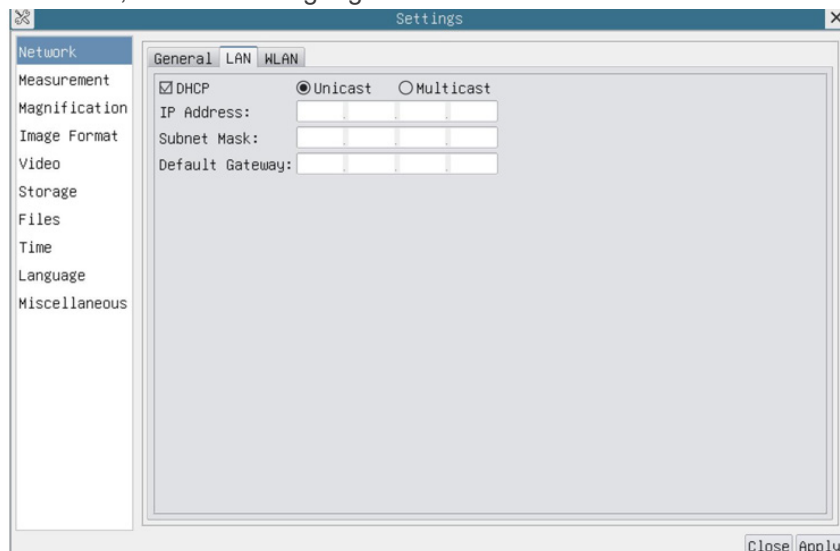 Settings
Network
Measurement
Magnification
Image Format
Video
Storage
Files
Time
Language
Miscellaneous
General LAN WLAN
DHCP Unicast Multicast
IP Address:
Subnet Mask:
Default Gateway:
Close Apply